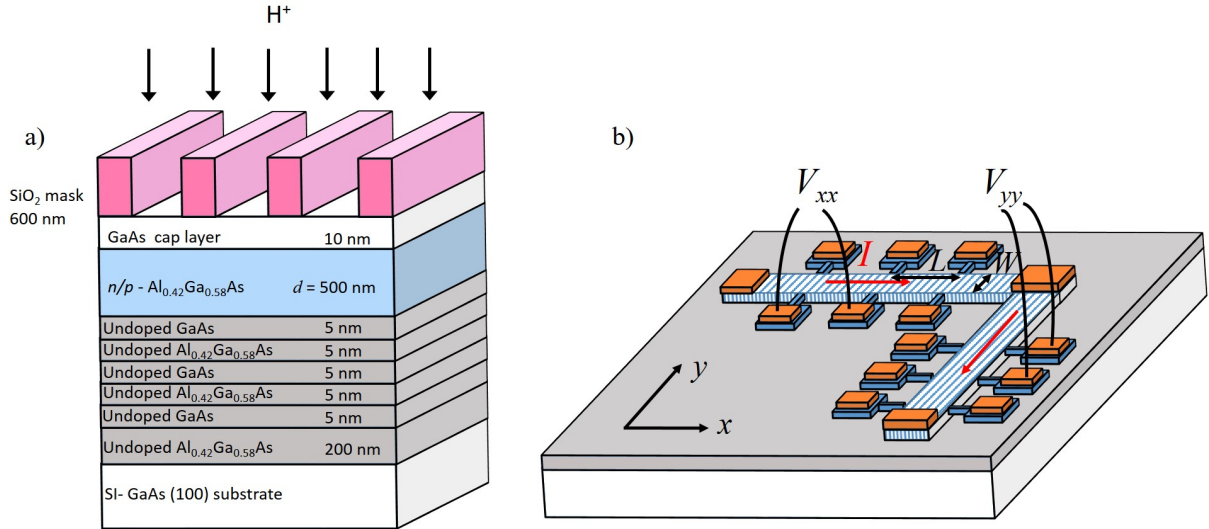 H⁺
a)
SiO₂ mask
600 nm
GaAs cap layer 10 nm
n/p - Al₀.₄₂Ga₀.₅₈As d = 500 nm
Undoped GaAs 5 nm
Undoped Al₀.₄₂Ga₀.₅₈As 5 nm
Undoped GaAs 5 nm
Undoped Al₀.₄₂Ga₀.₅₈As 5 nm
Undoped GaAs 5 nm
Undoped Al₀.₄₂Ga₀.₅₈As 200 nm
SI- GaAs (100) substrate
b)
Vxx
Vyy
I
L
W
y
x